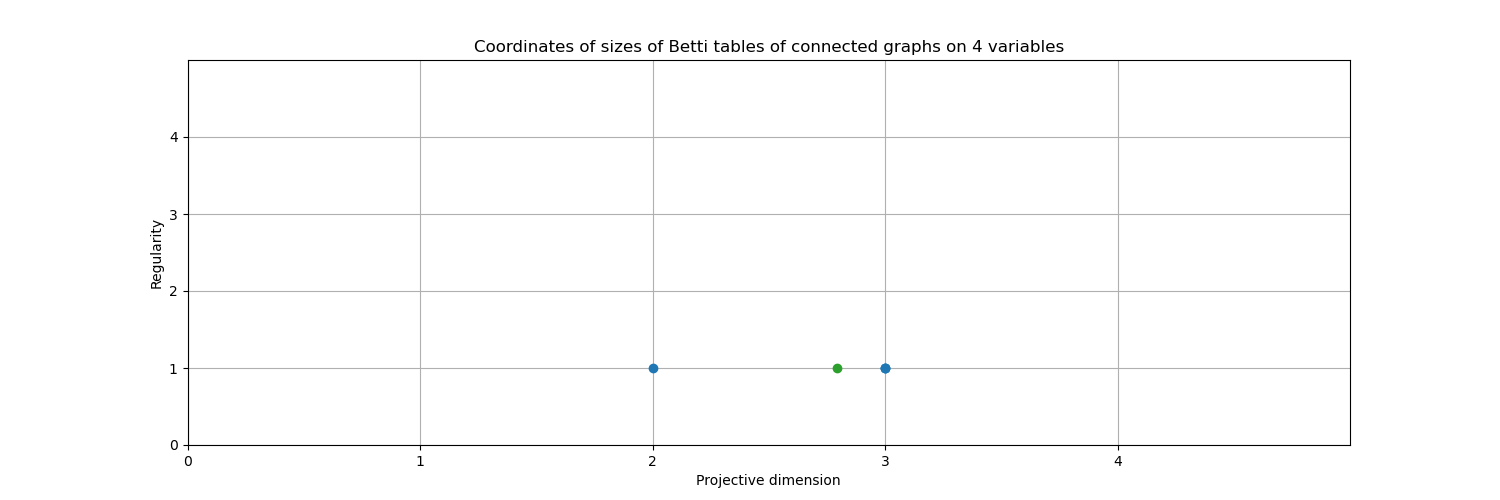 Coordinates of sizes of Betti tables of connected graphs on 4 variables
4
3
2
1
0
Regularity
0 1 2 3 4
Projective dimension